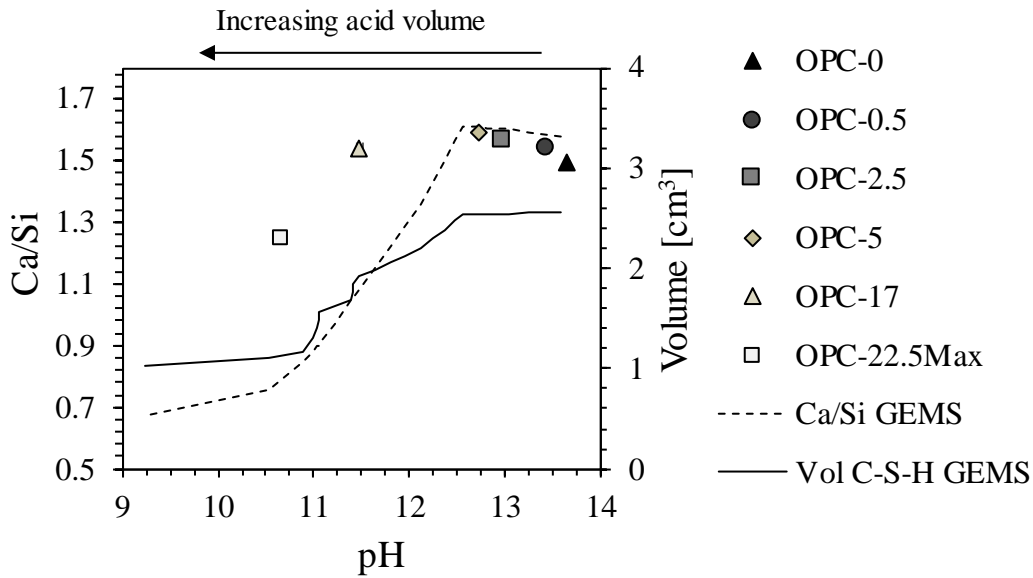 Increasing acid volume
1.7
1.5
1.3
1.1
0.9
0.7
0.5
Ca/Si
4
3
2
1
0
Volume [cm³]
9 10 11 12 13 14
pH
OPC-0
OPC-0.5
OPC-2.5
OPC-5
OPC-17
OPC-22.5Max
Ca/Si GEMS
Vol C-S-H GEMS